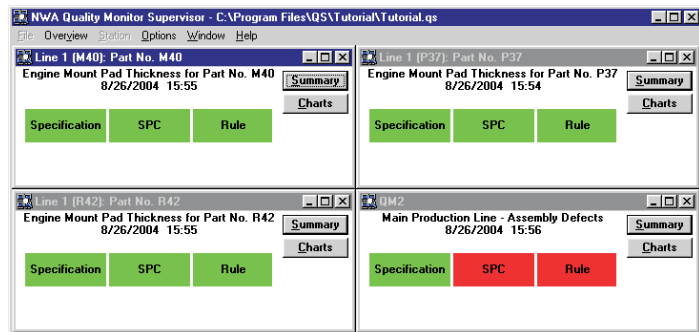 NWA Quality Monitor Supervisor - C:\Program Files\QS\Tutorial\Tutorial.qs
File Overview Station Options Window Help
Line 1 (M40): Part No. M40
Engine Mount Pad Thickness for Part No. M40
8/26/2004 15:55
Summary
Charts
Specification SPC Rule
Line 1 (P37): Part No. P37
Engine Mount Pad Thickness for Part No. P37
8/26/2004 15:54
Summary
Charts
Specification SPC Rule
Line 1 (R42): Part No. R42
Engine Mount Pad Thickness for Part No. R42
8/26/2004 15:55
Summary
Charts
Specification SPC Rule
QM2
Main Production Line - Assembly Defects
8/26/2004 15:56
Summary
Charts
Specification SPC Rule